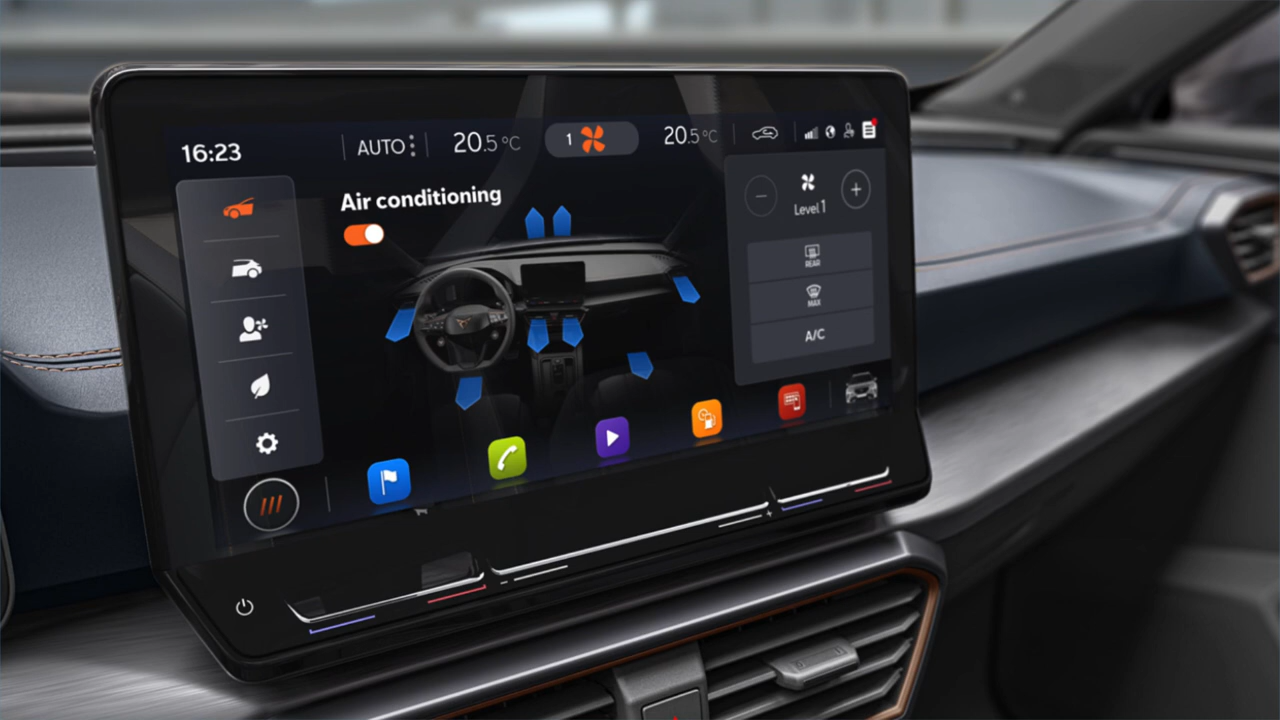 16:23
AUTO
20.5 °C
1
20.5 °C
Air conditioning
Level 1
REAR
MAX
A/C